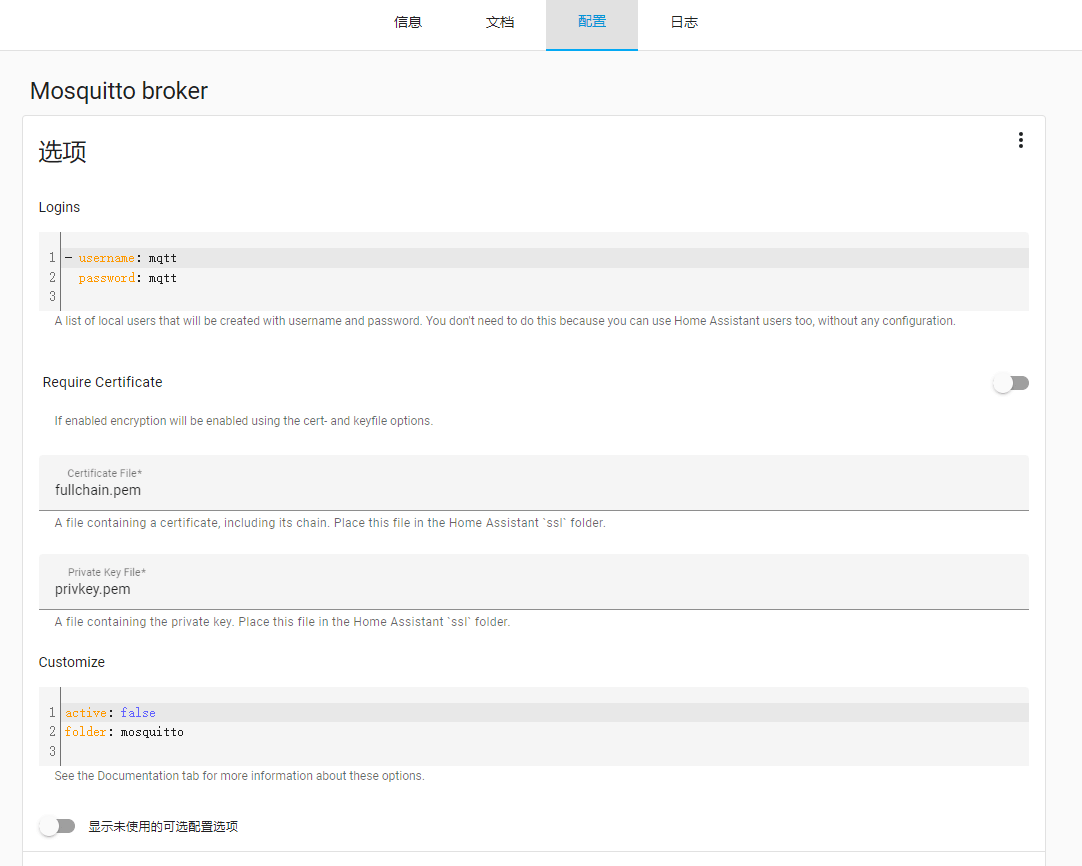 信息 文档 配置 日志
Mosquitto broker
选项
Logins
1 - username: mqtt
2 password: mqtt
3
A list of local users that will be created with username and password. You don't need to do this because you can use Home Assistant users too, without any configuration.
Require Certificate
If enabled encryption will be enabled using the cert- and keyfile options.
Certificate File*
fullchain.pem
A file containing a certificate, including its chain. Place this file in the Home Assistant `ssl` folder.
Private Key File*
privkey.pem
A file containing the private key. Place this file in the Home Assistant `ssl` folder.
Customize
1 active: false
2 folder: mosquitto
3
See the Documentation tab for more information about these options.
显示未使用的可选配置选项